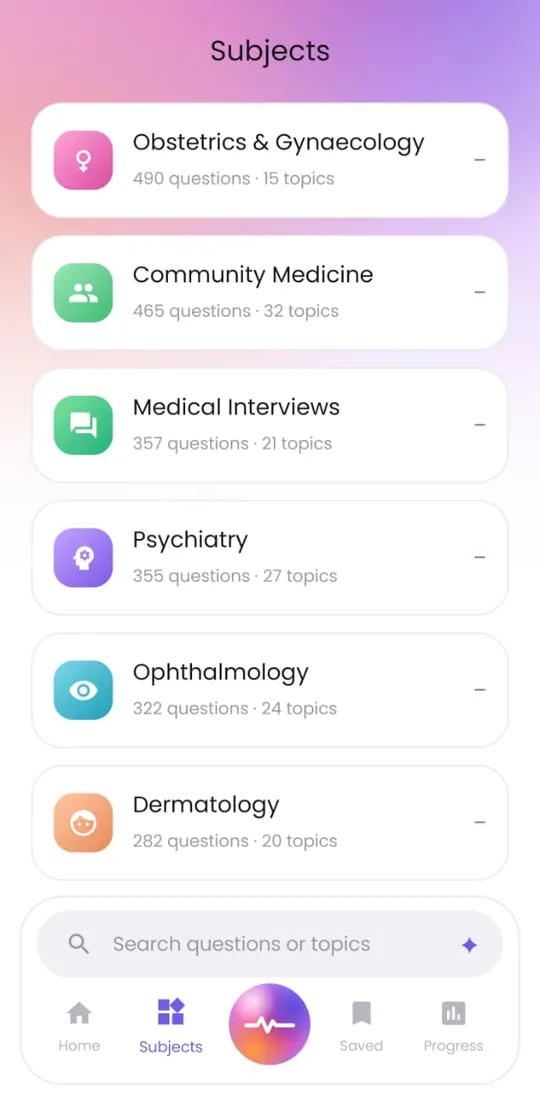 Subjects
Obstetrics & Gynaecology
490 questions · 15 topics
–
Community Medicine
465 questions · 32 topics
–
Medical Interviews
357 questions · 21 topics
–
Psychiatry
355 questions · 27 topics
–
Ophthalmology
322 questions · 24 topics
–
Dermatology
282 questions · 20 topics
–
Search questions or topics
Home
Subjects
Saved
Progress